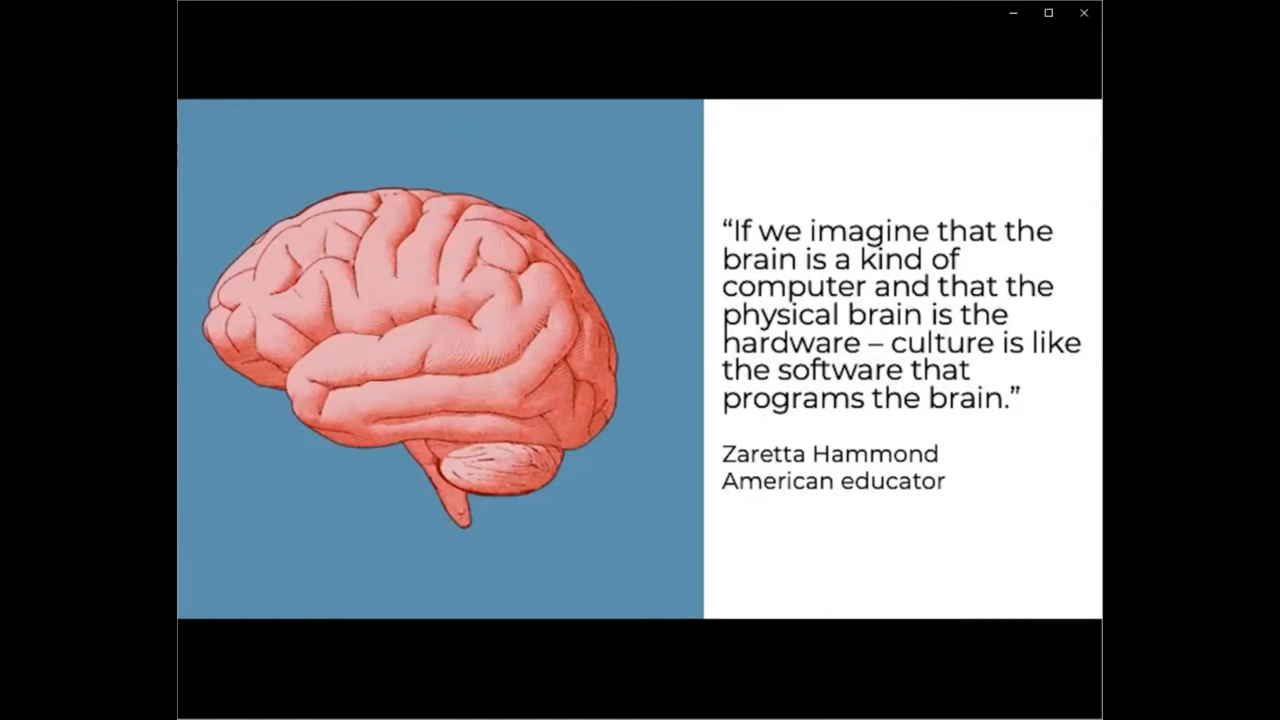 “If we imagine that the
brain is a kind of
computer and that the
physical brain is the
hardware – culture is like
the software that
programs the brain.”
Zaretta Hammond
American educator